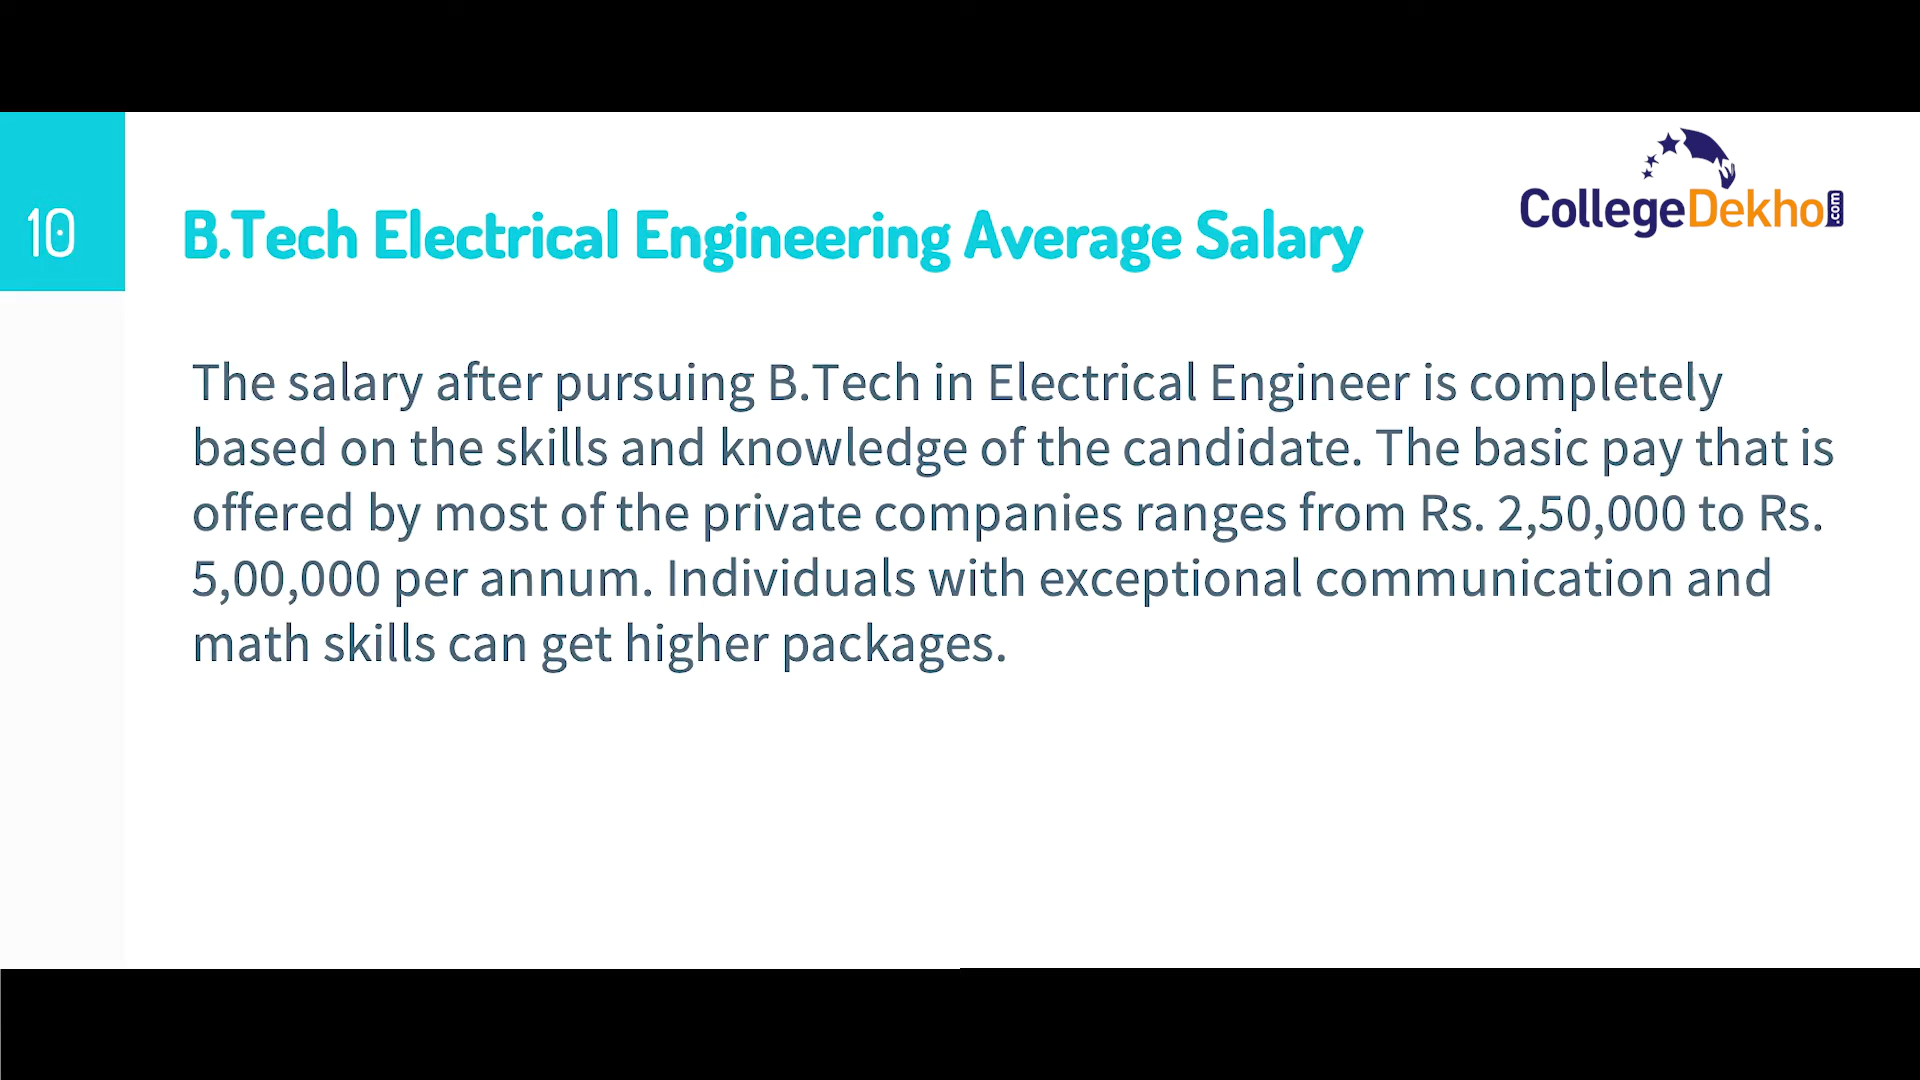 10
B.Tech Electrical Engineering Average Salary
CollegeDekho.com
The salary after pursuing B.Tech in Electrical Engineer is completely
based on the skills and knowledge of the candidate. The basic pay that is
offered by most of the private companies ranges from Rs. 2,50,000 to Rs.
5,00,000 per annum. Individuals with exceptional communication and
math skills can get higher packages.